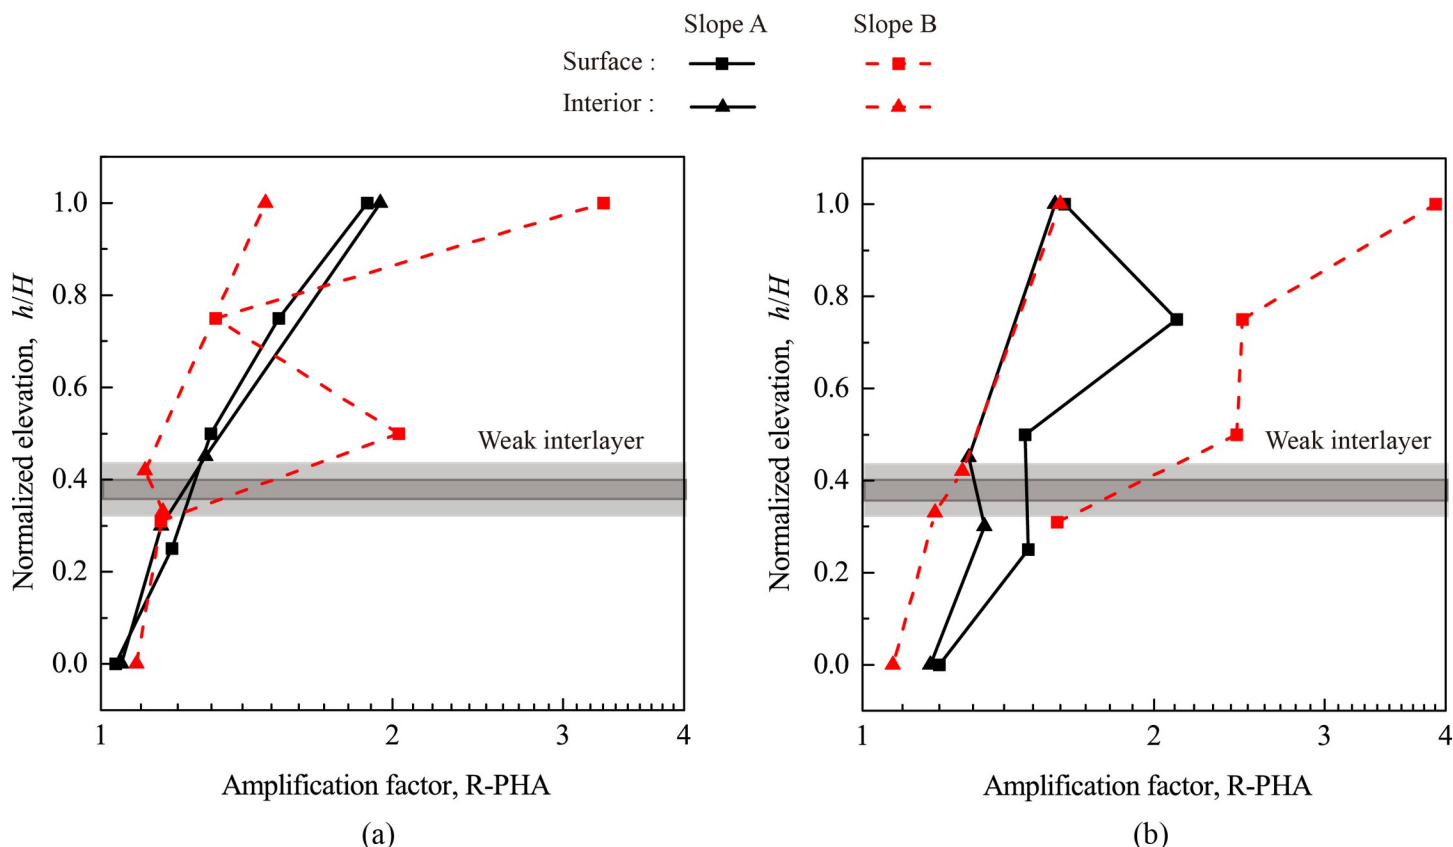 Slope A Slope B
Surface :
Interior :
Normalized elevation, h/H
1.0
0.8
0.6
0.4
0.2
0.0
Weak interlayer
1 2 3 4
Amplification factor, R-PHA
(a)
Normalized elevation, h/H
1.0
0.8
0.6
0.4
0.2
0.0
Weak interlayer
1 2 3 4
Amplification factor, R-PHA
(b)